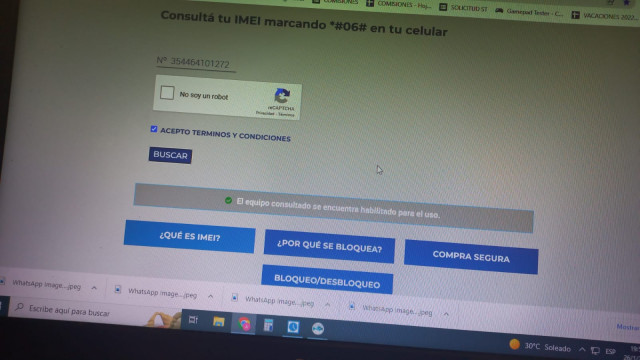 COMISIONES
COMISIONES - Hoj...
SOLICITUD ST
Gamepad Tester - C...
VACACIONES 2022...
Consultá tu IMEI marcando *#06# en tu celular
Nº 354464101272
No soy un robot
reCAPTCHA
Privacidad - Términos
ACEPTO TERMINOS Y CONDICIONES
BUSCAR
El equipo consultado se encuentra habilitado para el uso.
¿QUÉ ES IMEI?
¿POR QUÉ SE BLOQUEA?
COMPRA SEGURA
BLOQUEO/DESBLOQUEO
WhatsApp Image....jpeg
WhatsApp Image....jpeg
WhatsApp Image....jpeg
WhatsApp Image....jpeg
Mostrar
Escribe aquí para buscar
30°C Soleado
ESP